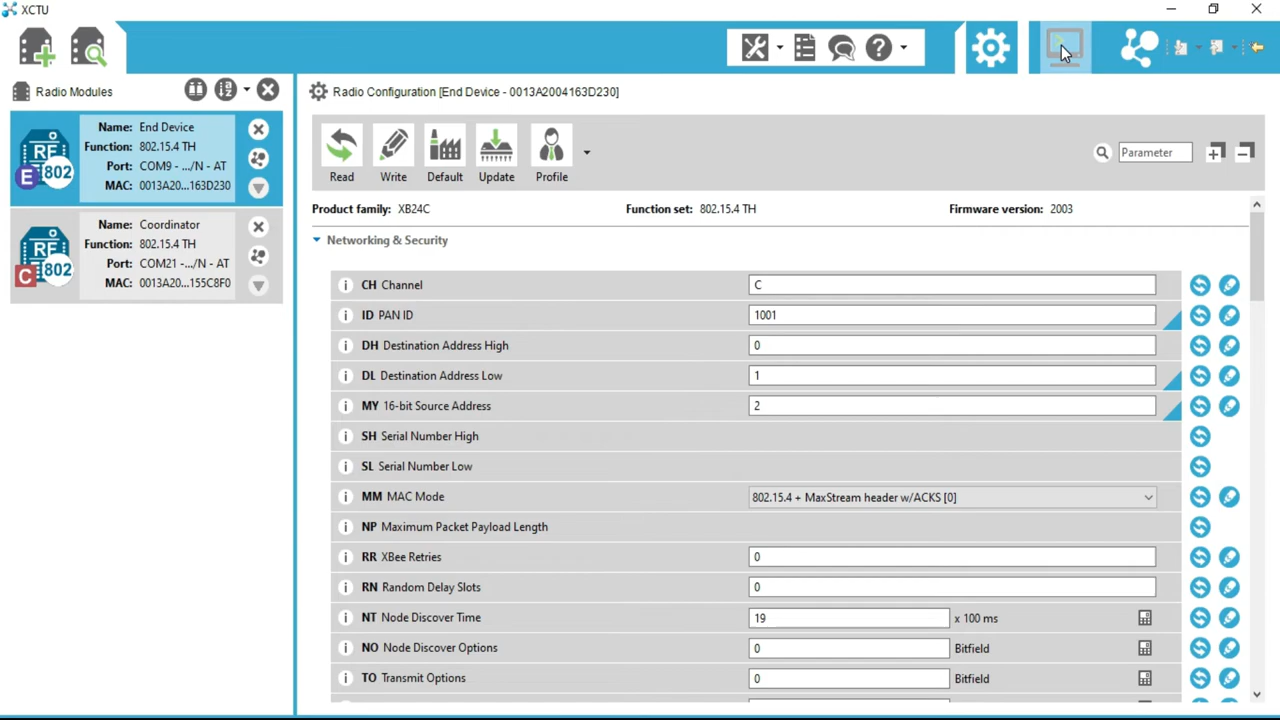 XCTU
Radio Modules
Name: End Device
Function: 802.15.4 TH
Port: COM9 - .../N - AT
MAC: 0013A20...163D230
RF
802
E
Name: Coordinator
Function: 802.15.4 TH
Port: COM21 -.../N - AT
MAC: 0013A20...155C8F0
RF
802
C
Radio Configuration [End Device - 0013A2004163D230]
Read Write Default Update Profile
Parameter
Product family: XB24C Function set: 802.15.4 TH Firmware version: 2003
Networking & Security
i CH Channel C
i ID PAN ID 1001
i DH Destination Address High 0
i DL Destination Address Low 1
i MY 16-bit Source Address 2
i SH Serial Number High
i SL Serial Number Low
i MM MAC Mode 802.15.4 + MaxStream header w/ACKS [0]
i NP Maximum Packet Payload Length
i RR XBee Retries 0
i RN Random Delay Slots 0
i NT Node Discover Time 19 x 100 ms
i NO Node Discover Options 0 Bitfield
i TO Transmit Options 0 Bitfield